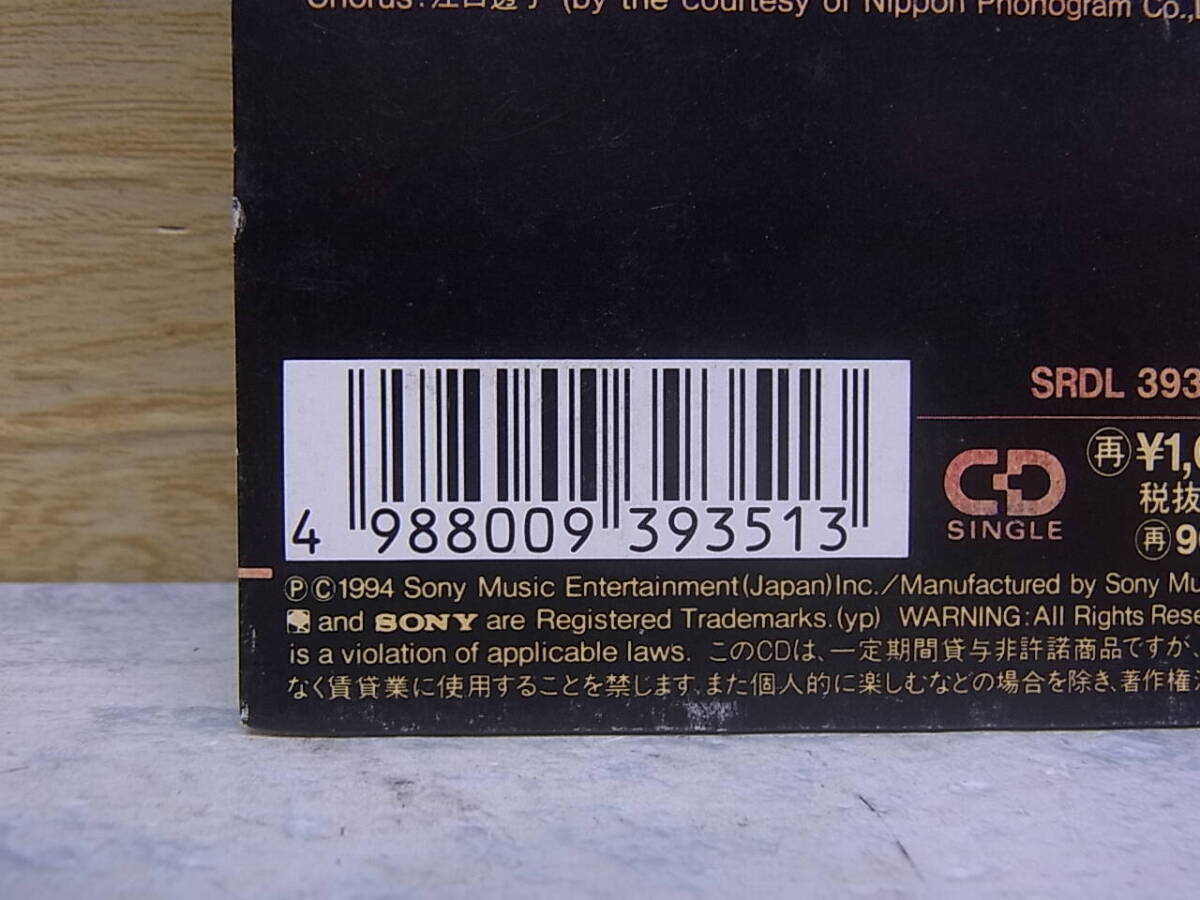 Chorus: 江口 (by the courtesy of Nippon Phonogram Co.,
SRDL 393
CD
SINGLE
再 ¥1,
税抜
再
4 988009 393513
ⓅⒸ1994 Sony Music Entertainment(Japan)Inc./Manufactured by Sony Mu
and SONY are Registered Trademarks.(yp) WARNING:All Rights Rese
is a violation of applicable laws. このCDは、一定期間貸与非許諾商品ですが、
なく賃貸業に使用することを禁じます.また個人的に楽しむなどの場合を除き、著作権